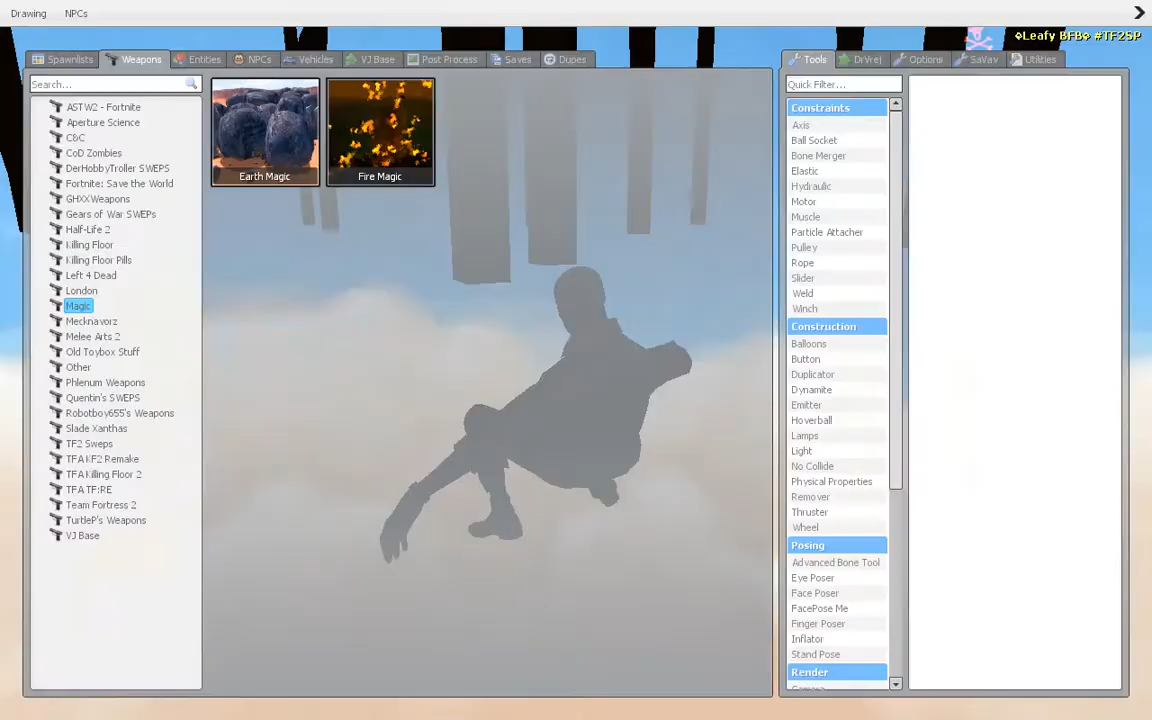 Drawing NPCs
◊Leafy BFB◊ #TF2SP
Spawnlists Weapons Entities NPCs Vehicles VJ Base Post Process Saves Dupes
Tools DrVrej Options SaVav Utilities
Search...
ASTW2 - Fortnite
Aperture Science
C&C
CoD Zombies
DerHobbyTroller SWEPS
Fortnite: Save the World
GHXXWeapons
Gears of War SWEPs
Half-Life 2
Killing Floor
Killing Floor Pills
Left 4 Dead
London
Magic
Mecknavorz
Melee Arts 2
Old Toybox Stuff
Other
Phlenum Weapons
Quentin's SWEPS
Robotboy655's Weapons
Slade Xanthas
TF2 Sweps
TFA KF2 Remake
TFA Killing Floor 2
TFA TF:RE
Team Fortress 2
TurtleP's Weapons
VJ Base
Earth Magic
Fire Magic
Quick Filter...
Constraints
Axis
Ball Socket
Bone Merger
Elastic
Hydraulic
Motor
Muscle
Particle Attacher
Pulley
Rope
Slider
Weld
Winch
Construction
Balloons
Button
Duplicator
Dynamite
Emitter
Hoverball
Lamps
Light
No Collide
Physical Properties
Remover
Thruster
Wheel
Posing
Advanced Bone Tool
Eye Poser
Face Poser
FacePose Me
Finger Poser
Inflator
Stand Pose
Render